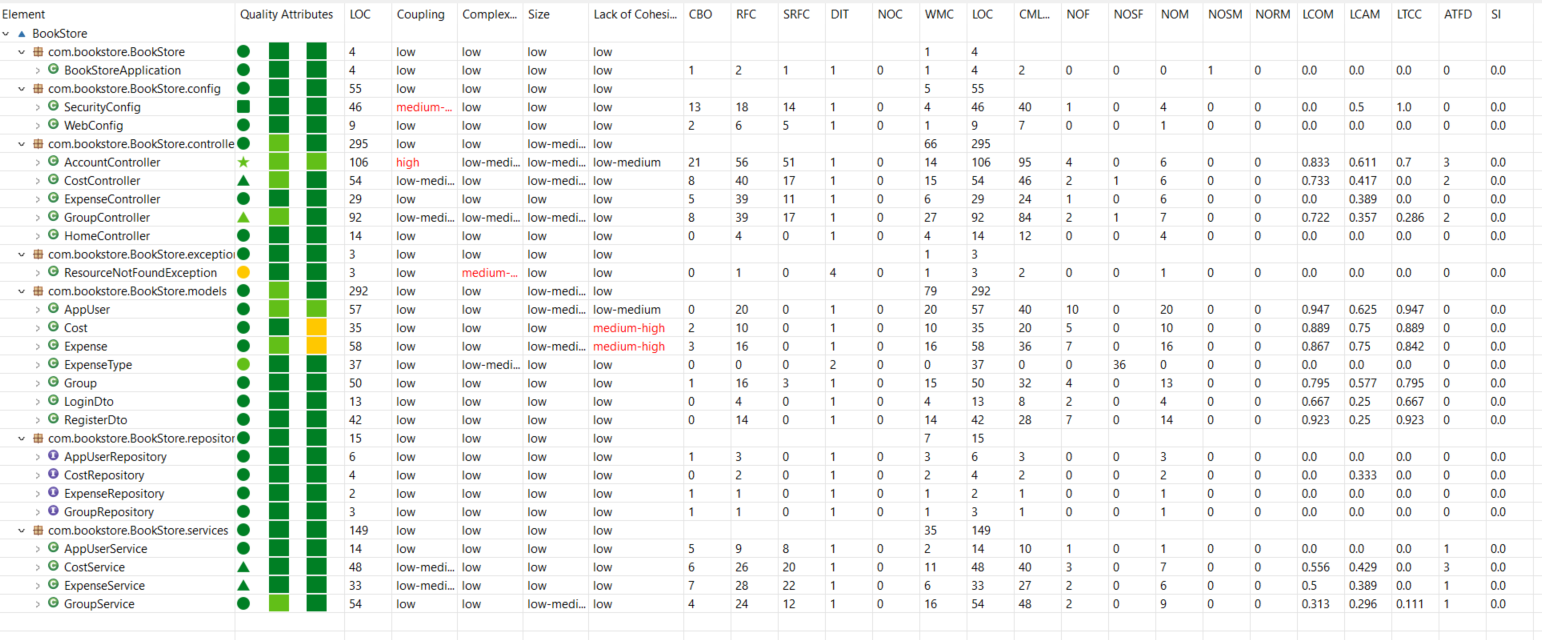 Element Quality Attributes LOC Coupling Complex... Size Lack of Cohesi... CBO RFC SRFC DIT NOC WMC LOC CML... NOF NOSF NOM NOSM NORM LCOM LCAM LTCC ATFD SI
BookStore
com.bookstore.BookStore 4 low low low low 1 4
BookStoreApplication 4 low low low low 1 2 1 1 0 1 4 2 0 0 0 1 0 0.0 0.0 0.0 0 0.0
com.bookstore.BookStore.config 55 low low low low 5 55
SecurityConfig 46 medium-... low low low 13 18 14 1 0 4 46 40 1 0 4 0 0 0.0 0.5 1.0 0 0.0
WebConfig 9 low low low low 2 6 5 1 0 1 9 7 0 0 1 0 0 0.0 0.0 0.0 0 0.0
com.bookstore.BookStore.controlle 295 low low low-medi... low 66 295
AccountController 106 high low-medi... low-medi... low-medium 21 56 51 1 0 14 106 95 4 0 6 0 0 0.833 0.611 0.7 3 0.0
CostController 54 low-medi... low low-medi... low 8 40 17 1 0 15 54 46 2 1 6 0 0 0.733 0.417 0.0 2 0.0
ExpenseController 29 low low low low 5 39 11 1 0 6 29 24 1 0 6 0 0 0.0 0.389 0.0 0 0.0
GroupController 92 low-medi... low-medi... low-medi... low 8 39 17 1 0 27 92 84 2 1 7 0 0 0.722 0.357 0.286 2 0.0
HomeController 14 low low low low 0 4 0 1 0 4 14 12 0 0 4 0 0 0.0 0.0 0.0 0 0.0
com.bookstore.BookStore.exception 3 low low low low 1 3
ResourceNotFoundException 3 low medium-... low low 0 1 0 4 0 1 3 2 0 0 1 0 0 0.0 0.0 0.0 0 0.0
com.bookstore.BookStore.models 292 low low low-medi... low 79 292
AppUser 57 low low low-medi... low-medium 0 20 0 1 0 20 57 40 10 0 20 0 0 0.947 0.625 0.947 0 0.0
Cost 35 low low low medium-high 2 10 0 1 0 10 35 20 5 0 10 0 0 0.889 0.75 0.889 0 0.0
Expense 58 low low low-medi... medium-high 3 16 0 1 0 16 58 36 7 0 16 0 0 0.867 0.75 0.842 0 0.0
ExpenseType 37 low low-medi... low low 0 0 0 2 0 0 37 0 0 36 0 0 0 0.0 0.0 0.0 0 0.0
Group 50 low low low low 1 16 3 1 0 15 50 32 4 0 13 0 0 0.795 0.577 0.795 0 0.0
LoginDto 13 low low low low 0 4 0 1 0 4 13 8 2 0 4 0 0 0.667 0.25 0.667 0 0.0
RegisterDto 42 low low low low 0 14 0 1 0 14 42 28 7 0 14 0 0 0.923 0.25 0.923 0 0.0
com.bookstore.BookStore.repositor 15 low low low low 7 15
AppUserRepository 6 low low low low 1 3 0 1 0 3 6 3 0 0 3 0 0 0.0 0.0 0.0 0 0.0
CostRepository 4 low low low low 0 2 0 1 0 2 4 2 0 0 2 0 0 0.0 0.333 0.0 0 0.0
ExpenseRepository 2 low low low low 1 1 0 1 0 1 2 1 0 0 1 0 0 0.0 0.0 0.0 0 0.0
GroupRepository 3 low low low low 1 1 0 1 0 1 3 1 0 0 1 0 0 0.0 0.0 0.0 0 0.0
com.bookstore.BookStore.services 149 low low low low 35 149
AppUserService 14 low low low low 5 9 8 1 0 2 14 10 1 0 1 0 0 0.0 0.0 0.0 1 0.0
CostService 48 low-medi... low low low 6 26 20 1 0 11 48 40 3 0 7 0 0 0.556 0.429 0.0 3 0.0
ExpenseService 33 low-medi... low low low 7 28 22 1 0 6 33 27 2 0 6 0 0 0.5 0.389 0.0 1 0.0
GroupService 54 low low low-medi... low 4 24 12 1 0 16 54 48 2 0 9 0 0 0.313 0.296 0.111 1 0.0